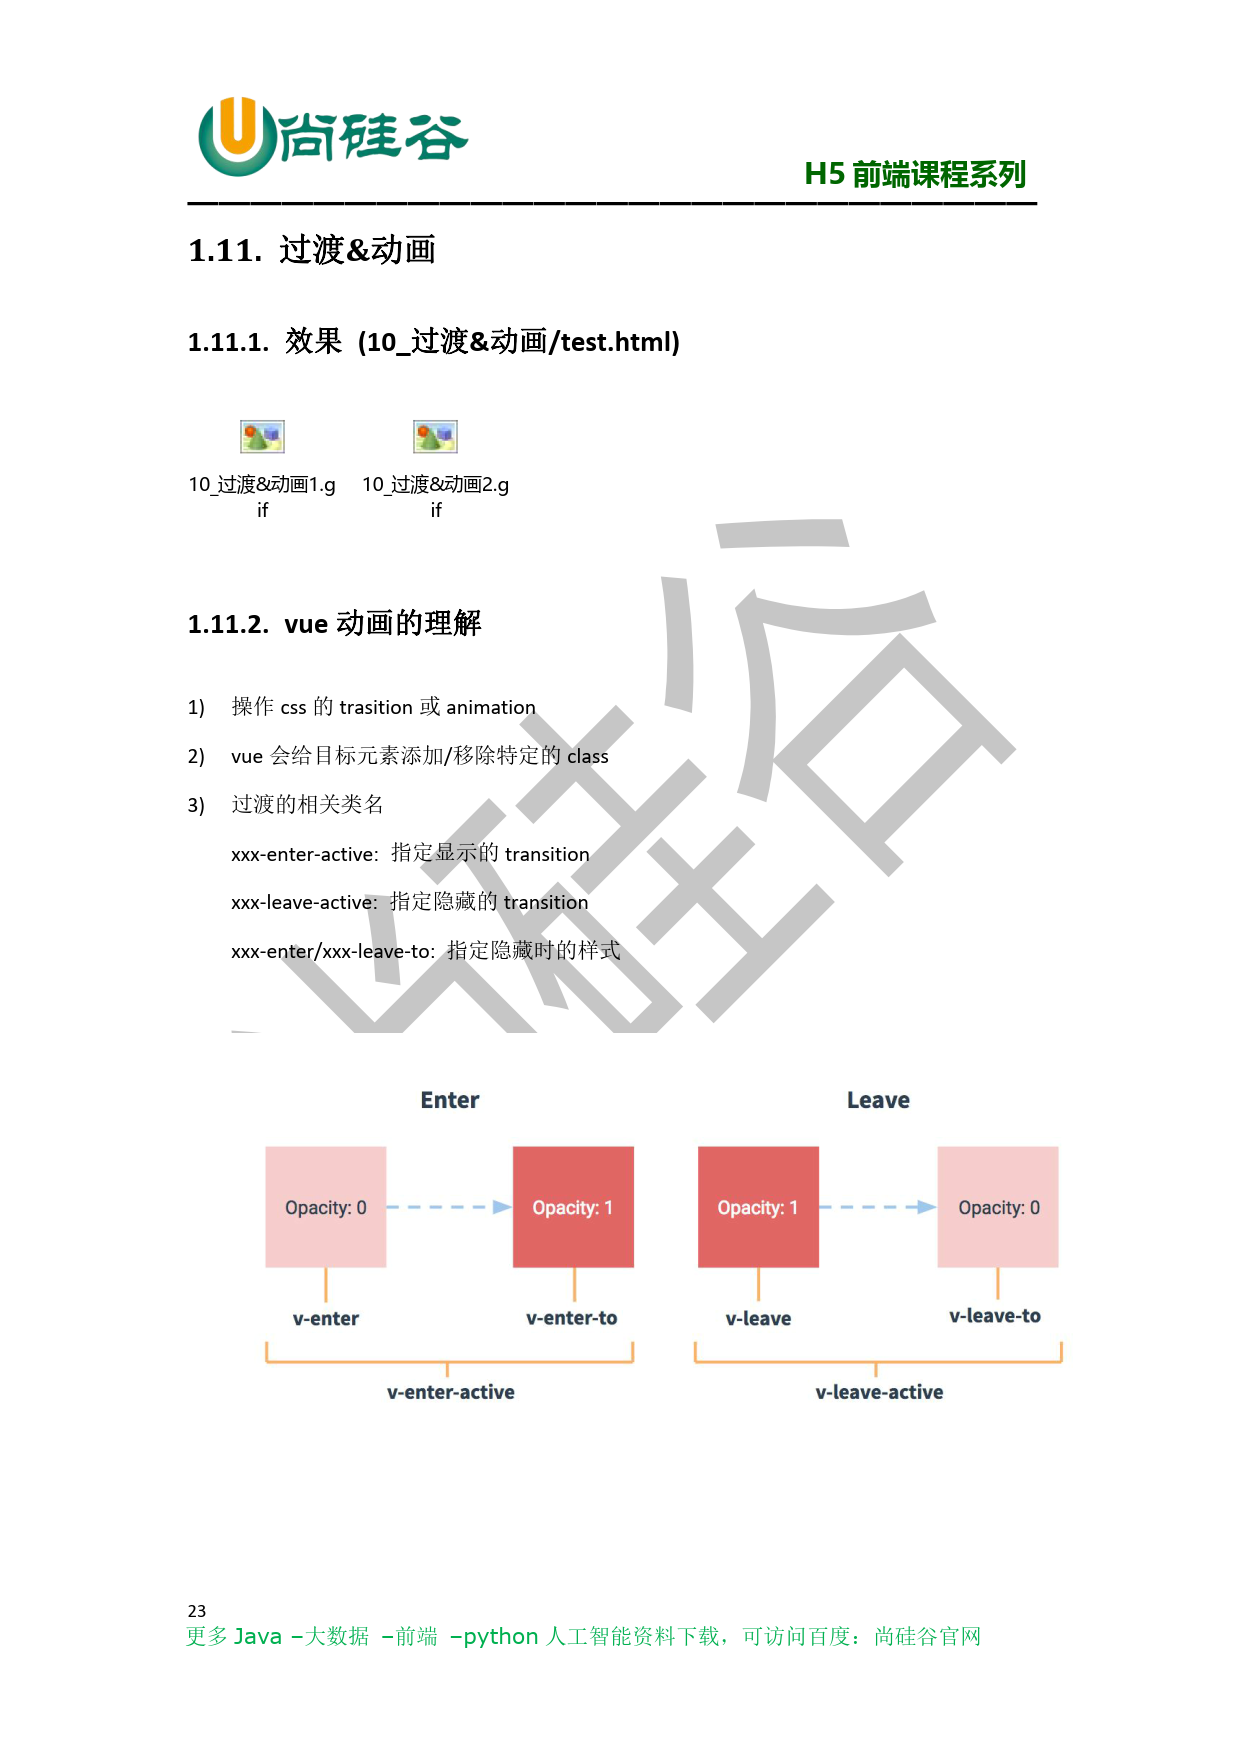 尚硅谷
H5 前端课程系列
1.11. 过渡&动画
1.11.1. 效果 (10_过渡&动画/test.html)
10_过渡&动画1.g
if
10_过渡&动画2.g
if
1.11.2. vue 动画的理解
1) 操作 css 的 trasition 或 animation
2) vue 会给目标元素添加/移除特定的 class
3) 过渡的相关类名
xxx-enter-active: 指定显示的 transition
xxx-leave-active: 指定隐藏的 transition
xxx-enter/xxx-leave-to: 指定隐藏时的样式
Enter
Leave
Opacity: 0
Opacity: 1
Opacity: 1
Opacity: 0
v-enter
v-enter-to
v-leave
v-leave-to
v-enter-active
v-leave-active
23
更多 Java –大数据 –前端 –python 人工智能资料下载，可访问百度：尚硅谷官网